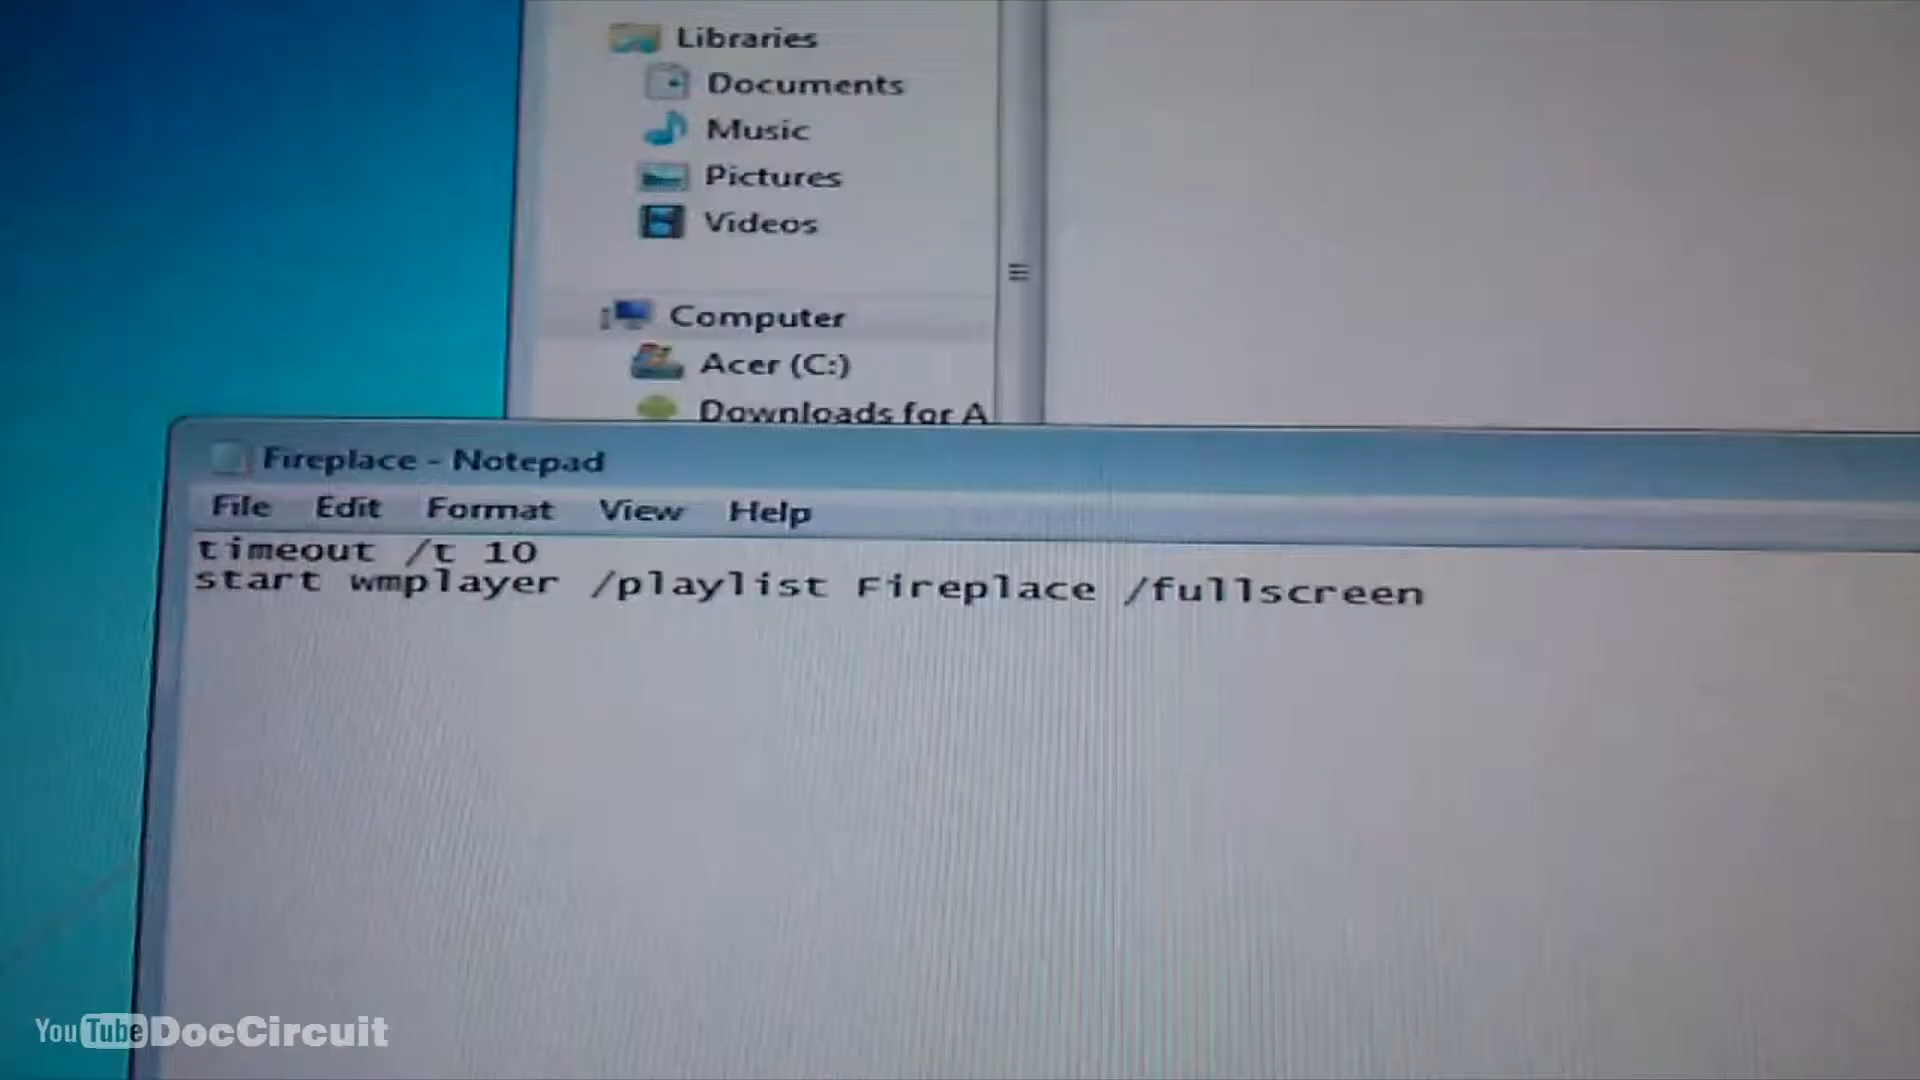 Libraries
Documents
Music
Pictures
Videos
Computer
Acer (C:)
Downloads for A
Fireplace - Notepad
File Edit Format View Help
timeout /t 10
start wmplayer /playlist Fireplace /fullscreen
YouTube DocCircuit